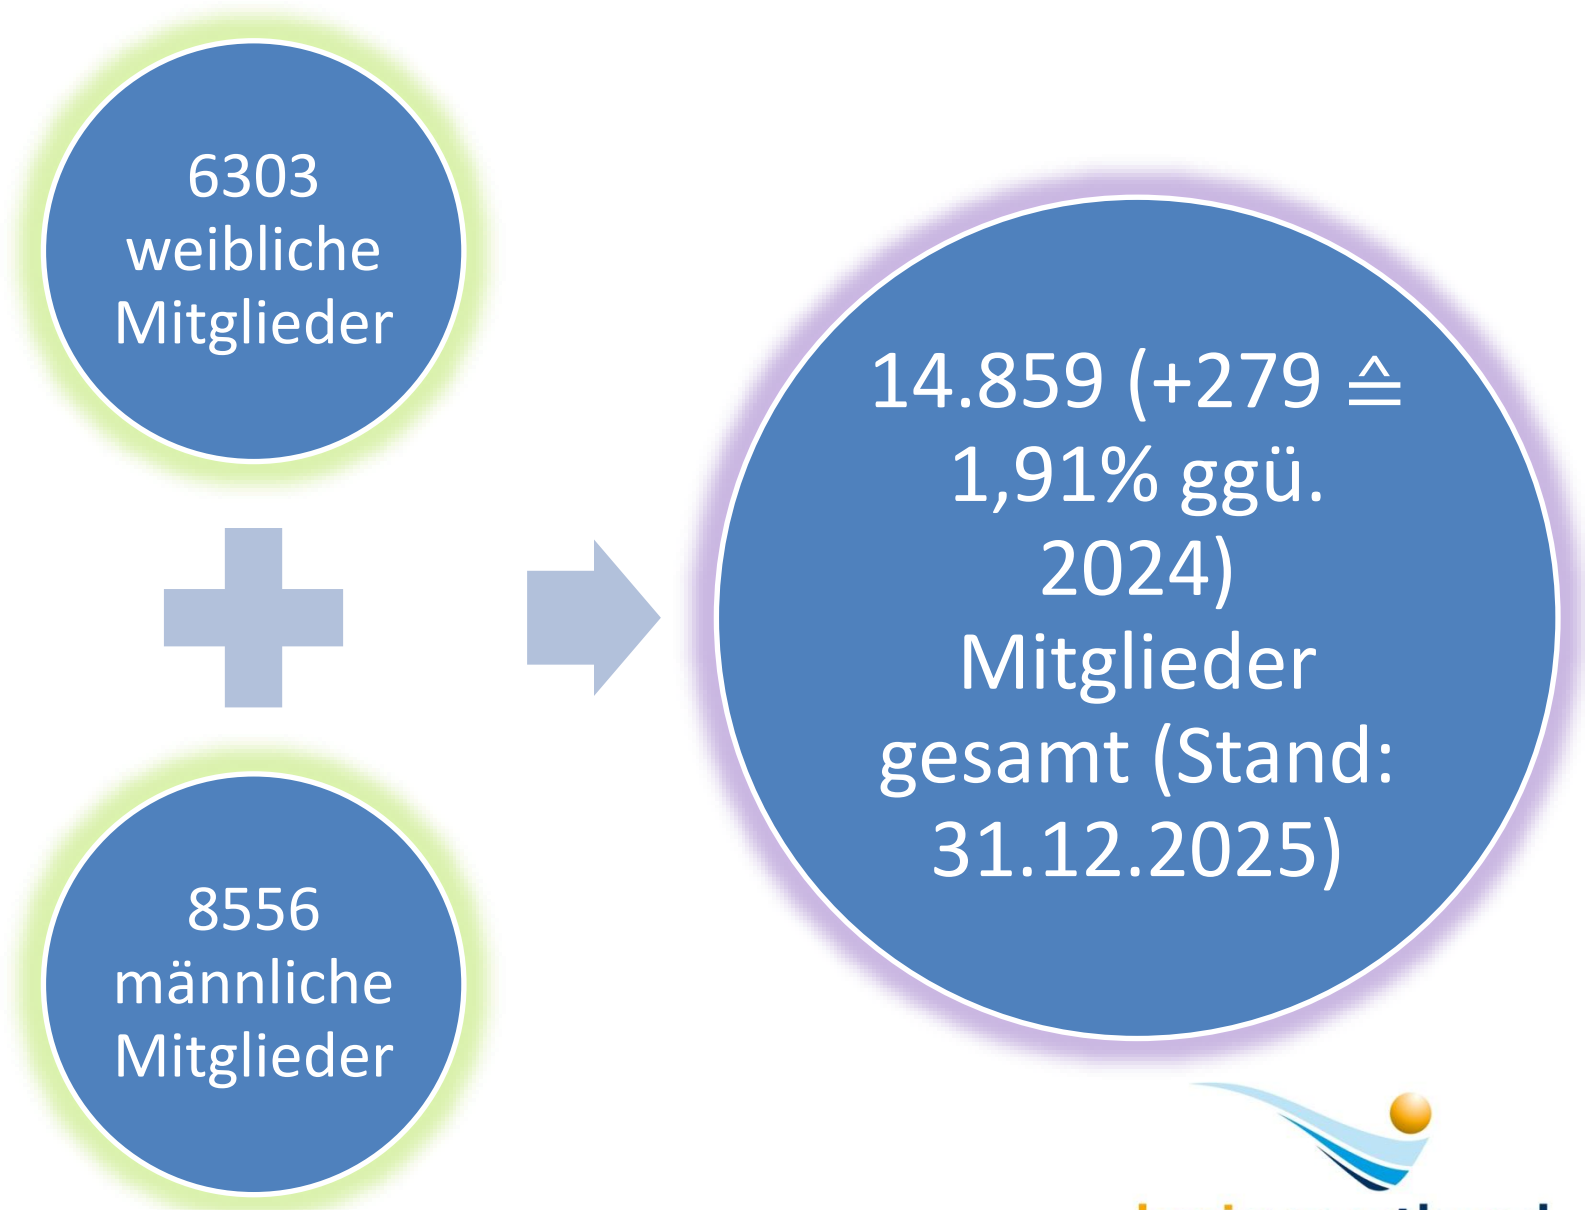 6303
weibliche
Mitglieder
8556
männliche
Mitglieder
14.859 (+279 ≙
1,91% ggü.
2024)
Mitglieder
gesamt (Stand:
31.12.2025)